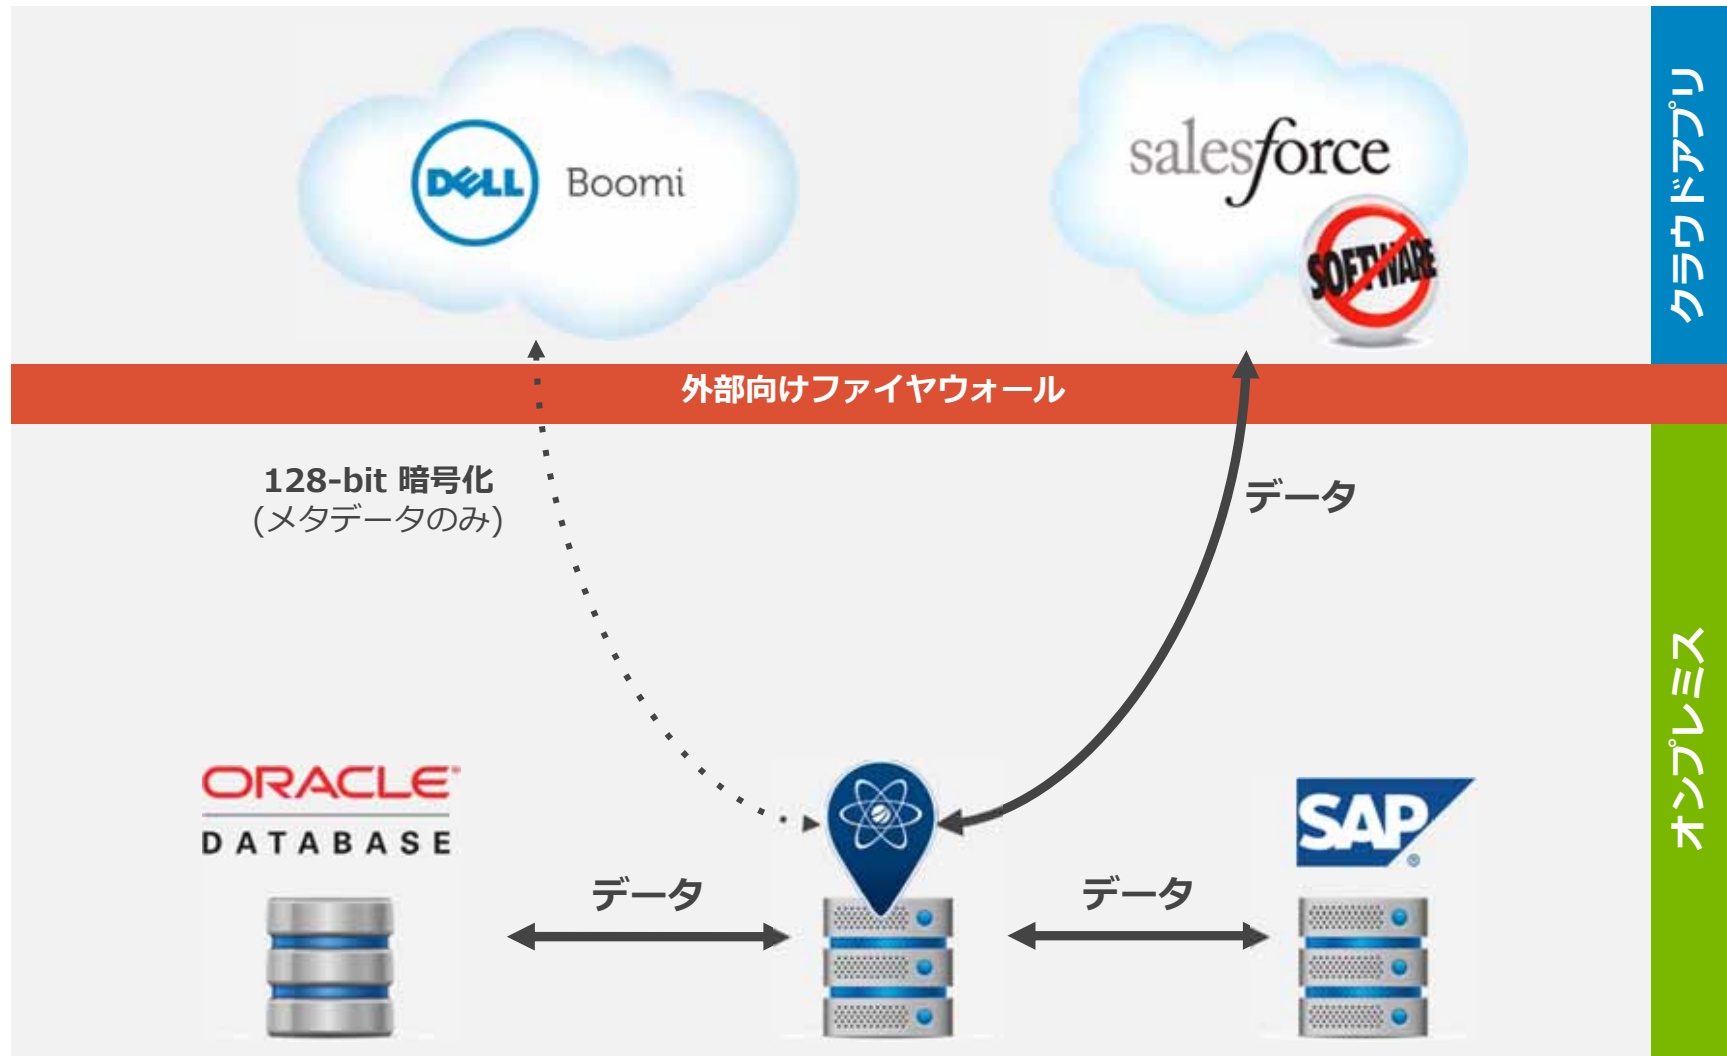 DELL Boomi
salesforce
SOFTWARE
クラウドアプリ
外部向けファイヤウォール
128-bit 暗号化
(メタデータのみ)
データ
オンプレミス
ORACLE
DATABASE
SAP
®
データ
データ